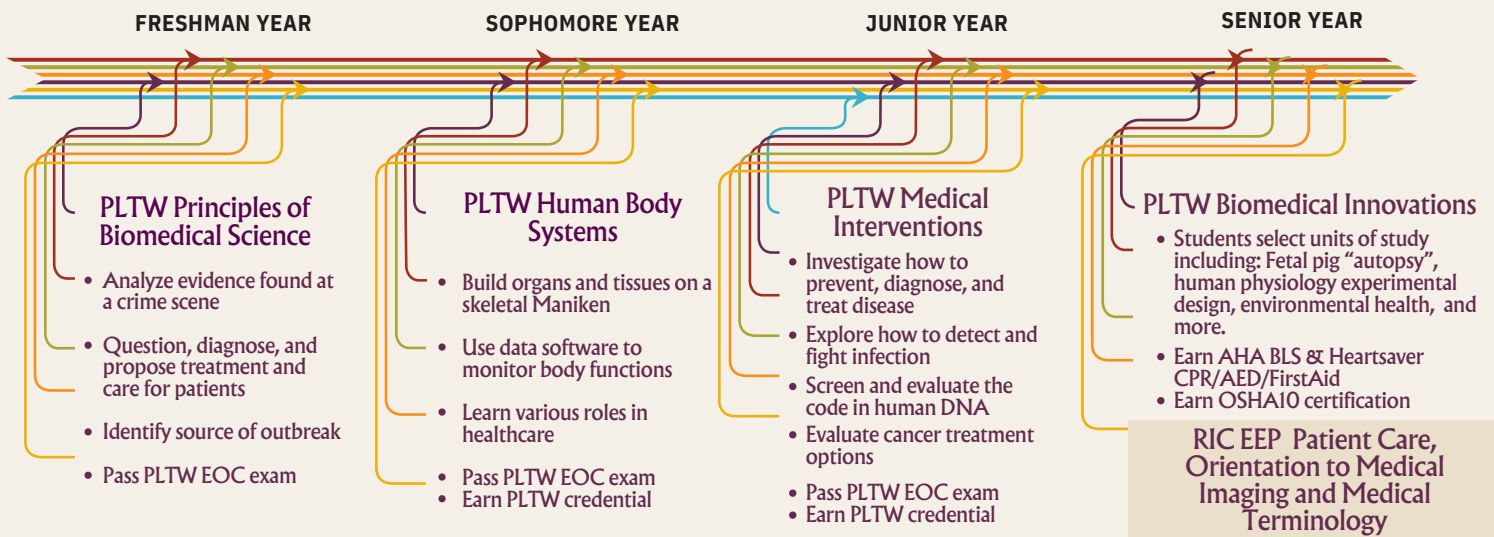 FRESHMAN YEAR
SOPHOMORE YEAR
JUNIOR YEAR
SENIOR YEAR
PLTW Principles of
Biomedical Science
• Analyze evidence found at
a crime scene
• Question, diagnose, and
propose treatment and
care for patients
• Identify source of outbreak
• Pass PLTW EOC exam
PLTW Human Body
Systems
• Build organs and tissues on a
skeletal Maniken
• Use data software to
monitor body functions
• Learn various roles in
healthcare
• Pass PLTW EOC exam
• Earn PLTW credential
PLTW Medical
Interventions
• Investigate how to
prevent, diagnose, and
treat disease
• Explore how to detect and
fight infection
• Screen and evaluate the
code in human DNA
• Evaluate cancer treatment
options
• Pass PLTW EOC exam
• Earn PLTW credential
PLTW Biomedical Innovations
• Students select units of study
including: Fetal pig “autopsy”,
human physiology experimental
design, environmental health, and
more.
• Earn AHA BLS & Heartsaver
CPR/AED/FirstAid
• Earn OSHA10 certification
RIC EEP Patient Care,
Orientation to Medical
Imaging and Medical
Terminology